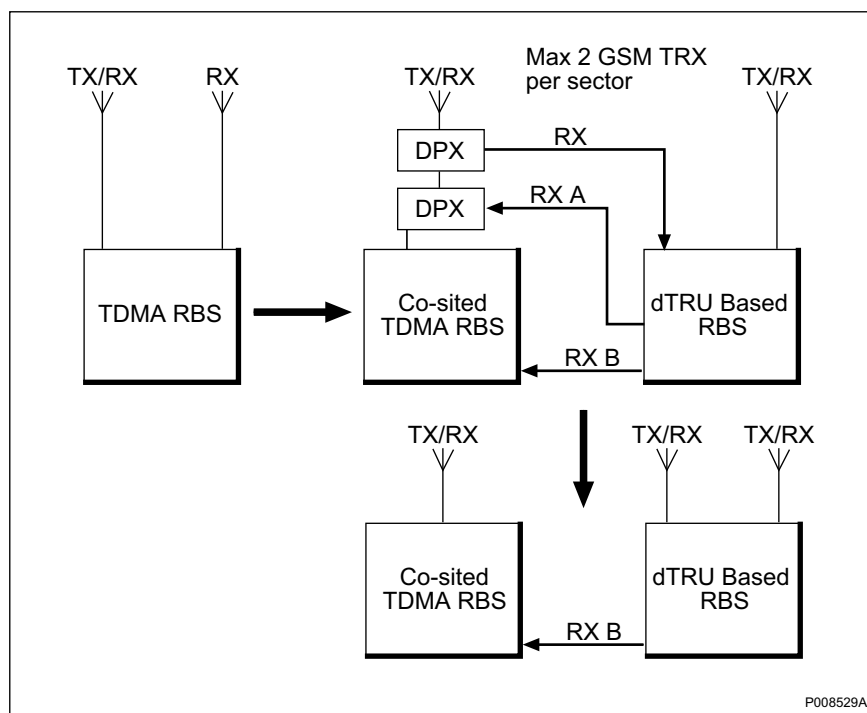 TX/RX
RX
TX/RX
Max 2 GSM TRX
per sector
TX/RX
DPX
RX
DPX
RX A
TDMA RBS
Co-sited
TDMA RBS
dTRU Based
RBS
RX B
TX/RX
TX/RX
TX/RX
Co-sited
TDMA RBS
dTRU Based
RBS
RX B
P008529A